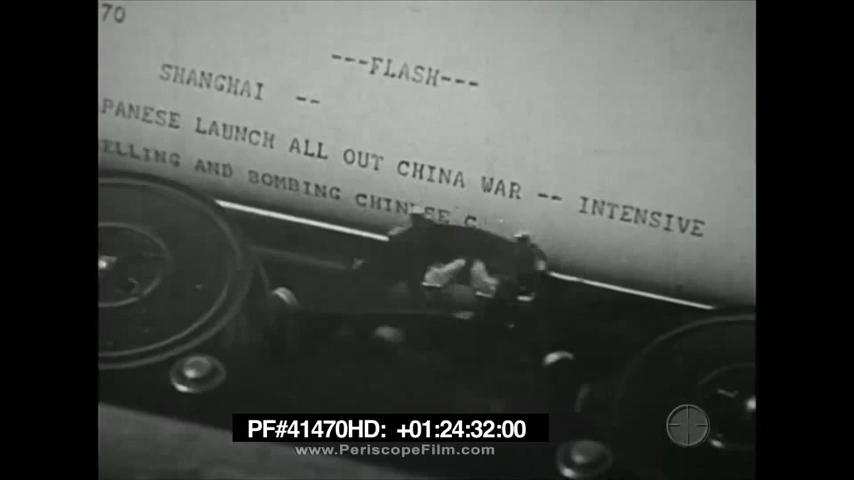 70
---FLASH---
SHANGHAI --
PANESE LAUNCH ALL OUT CHINA WAR -- INTENSIVE
ELLING AND BOMBING CHINESE C
PF#41470HD: +01:24:32:00
www.PeriscopeFilm.com